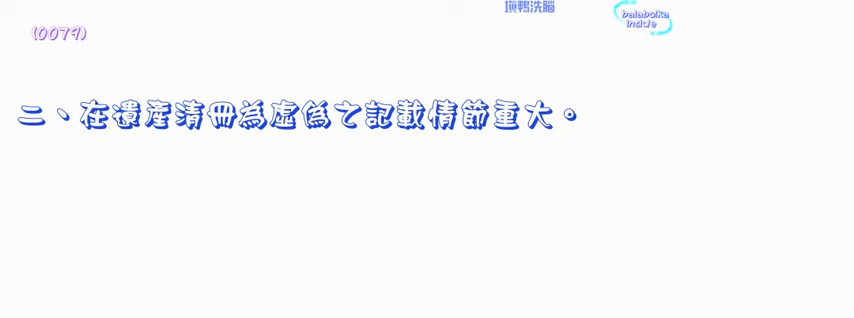 填鴨洗腦
balabolka
inside
(0079)
二、在遺產清冊為虛偽之記載情節重大。